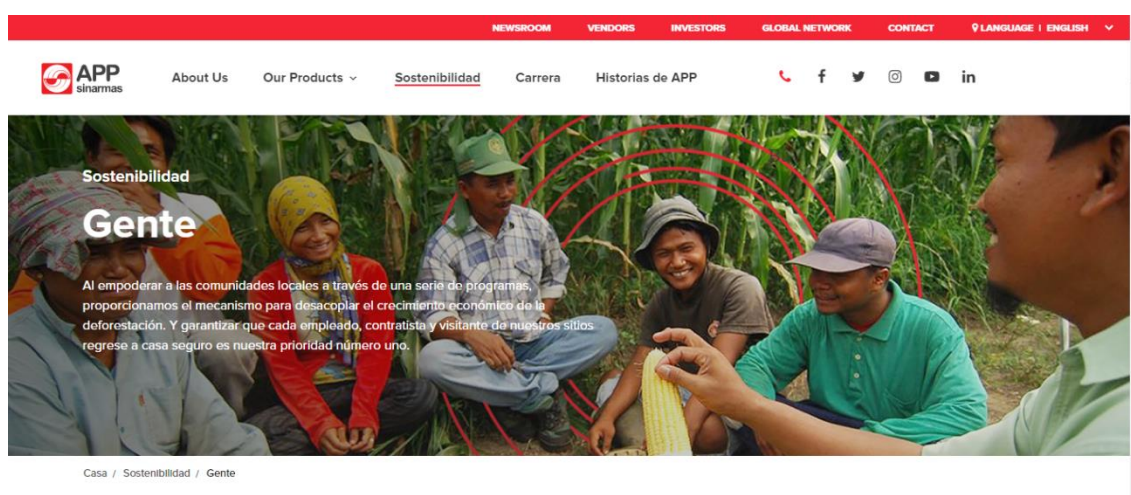 NEWSROOM VENDORS INVESTORS GLOBAL NETWORK CONTACT LANGUAGE | ENGLISH
APP
sinarmas
About Us Our Products Sostenibilidad Carrera Historias de APP
Sostenibilidad
Gente
Al empoderar a las comunidades locales a través de una serie de programas,
proporcionamos el mecanismo para desacoplar el crecimiento económico de la
deforestación. Y garantizar que cada empleado, contratista y visitante de nuestros sitios
regrese a casa seguro es nuestra prioridad número uno.
Casa / Sostenibilidad / Gente